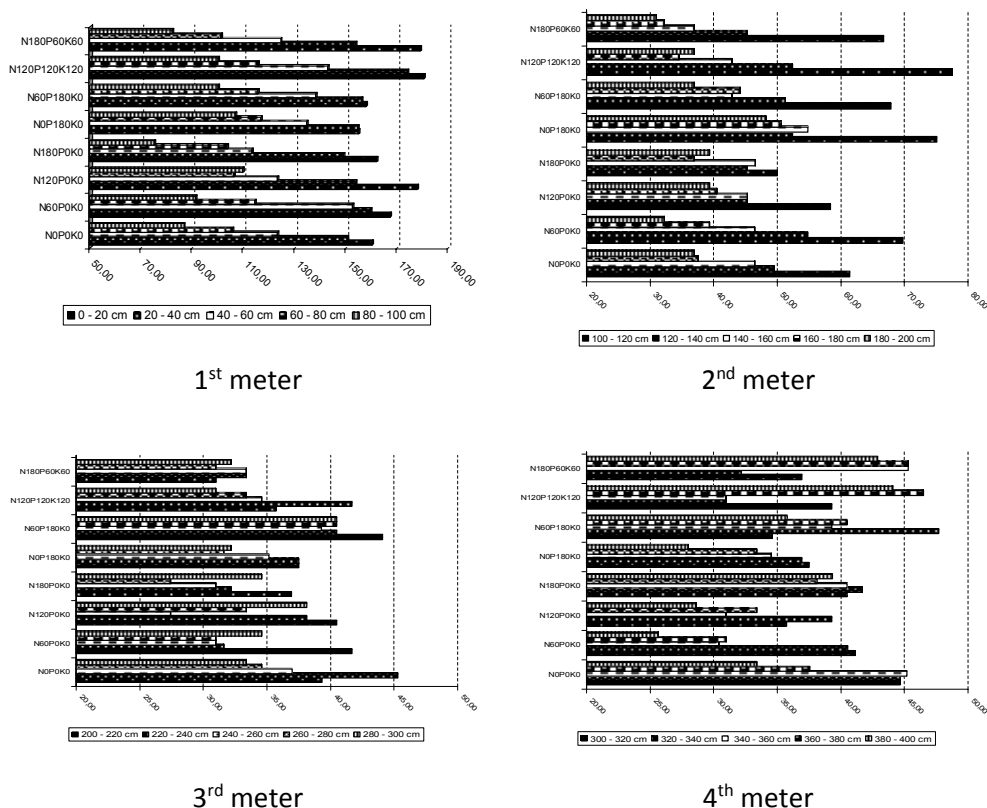 N180P60K60
N120P120K120
N60P180K0
N0P180K0
N180P0K0
N120P0K0
N60P0K0
N0P0K0
50,00 70,00 90,00 110,00 130,00 150,00 170,00 190,00
0 - 20 cm 20 - 40 cm 40 - 60 cm 60 - 80 cm 80 - 100 cm
1st meter
N180P60K60
N120P120K120
N60P180K0
N0P180K0
N180P0K0
N120P0K0
N60P0K0
N0P0K0
20,00 30,00 40,00 50,00 60,00 70,00 80,00
100 - 120 cm 120 - 140 cm 140 - 160 cm 160 - 180 cm 180 - 200 cm
2nd meter
N180P60K60
N120P120K120
N60P180K0
N0P180K0
N180P0K0
N120P0K0
N60P0K0
N0P0K0
20,00 25,00 30,00 35,00 40,00 45,00 50,00
200 - 220 cm 220 - 240 cm 240 - 260 cm 260 - 280 cm 280 - 300 cm
3rd meter
N180P60K60
N120P120K120
N60P180K0
N0P180K0
N180P0K0
N120P0K0
N60P0K0
N0P0K0
20,00 25,00 30,00 35,00 40,00 45,00 50,00
300 - 320 cm 320 - 340 cm 340 - 360 cm 360 - 380 cm 380 - 400 cm
4th meter